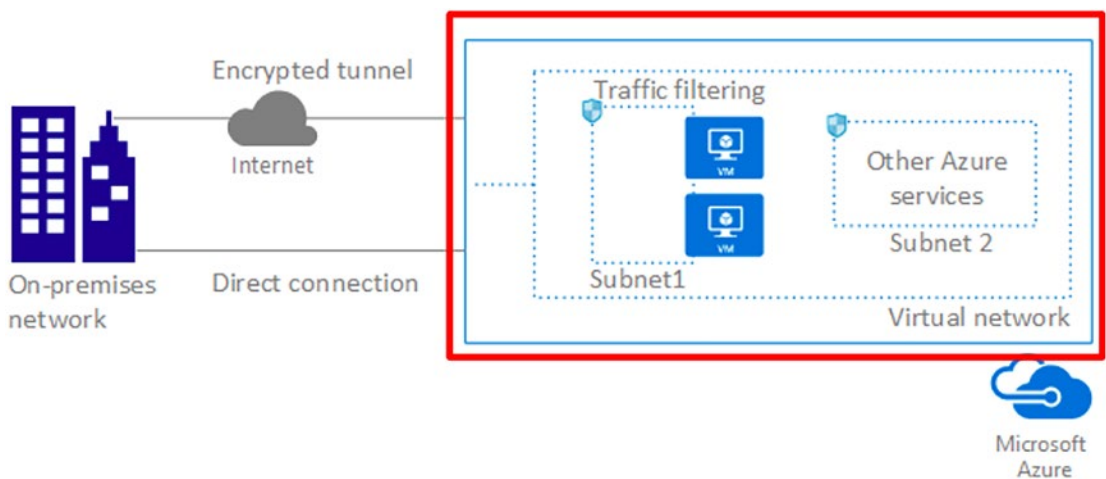 Encrypted tunnel
Internet
On-premises
network
Direct connection
Traffic filtering
VM
VM
Subnet1
Other Azure
services
Subnet 2
Virtual network
Microsoft
Azure